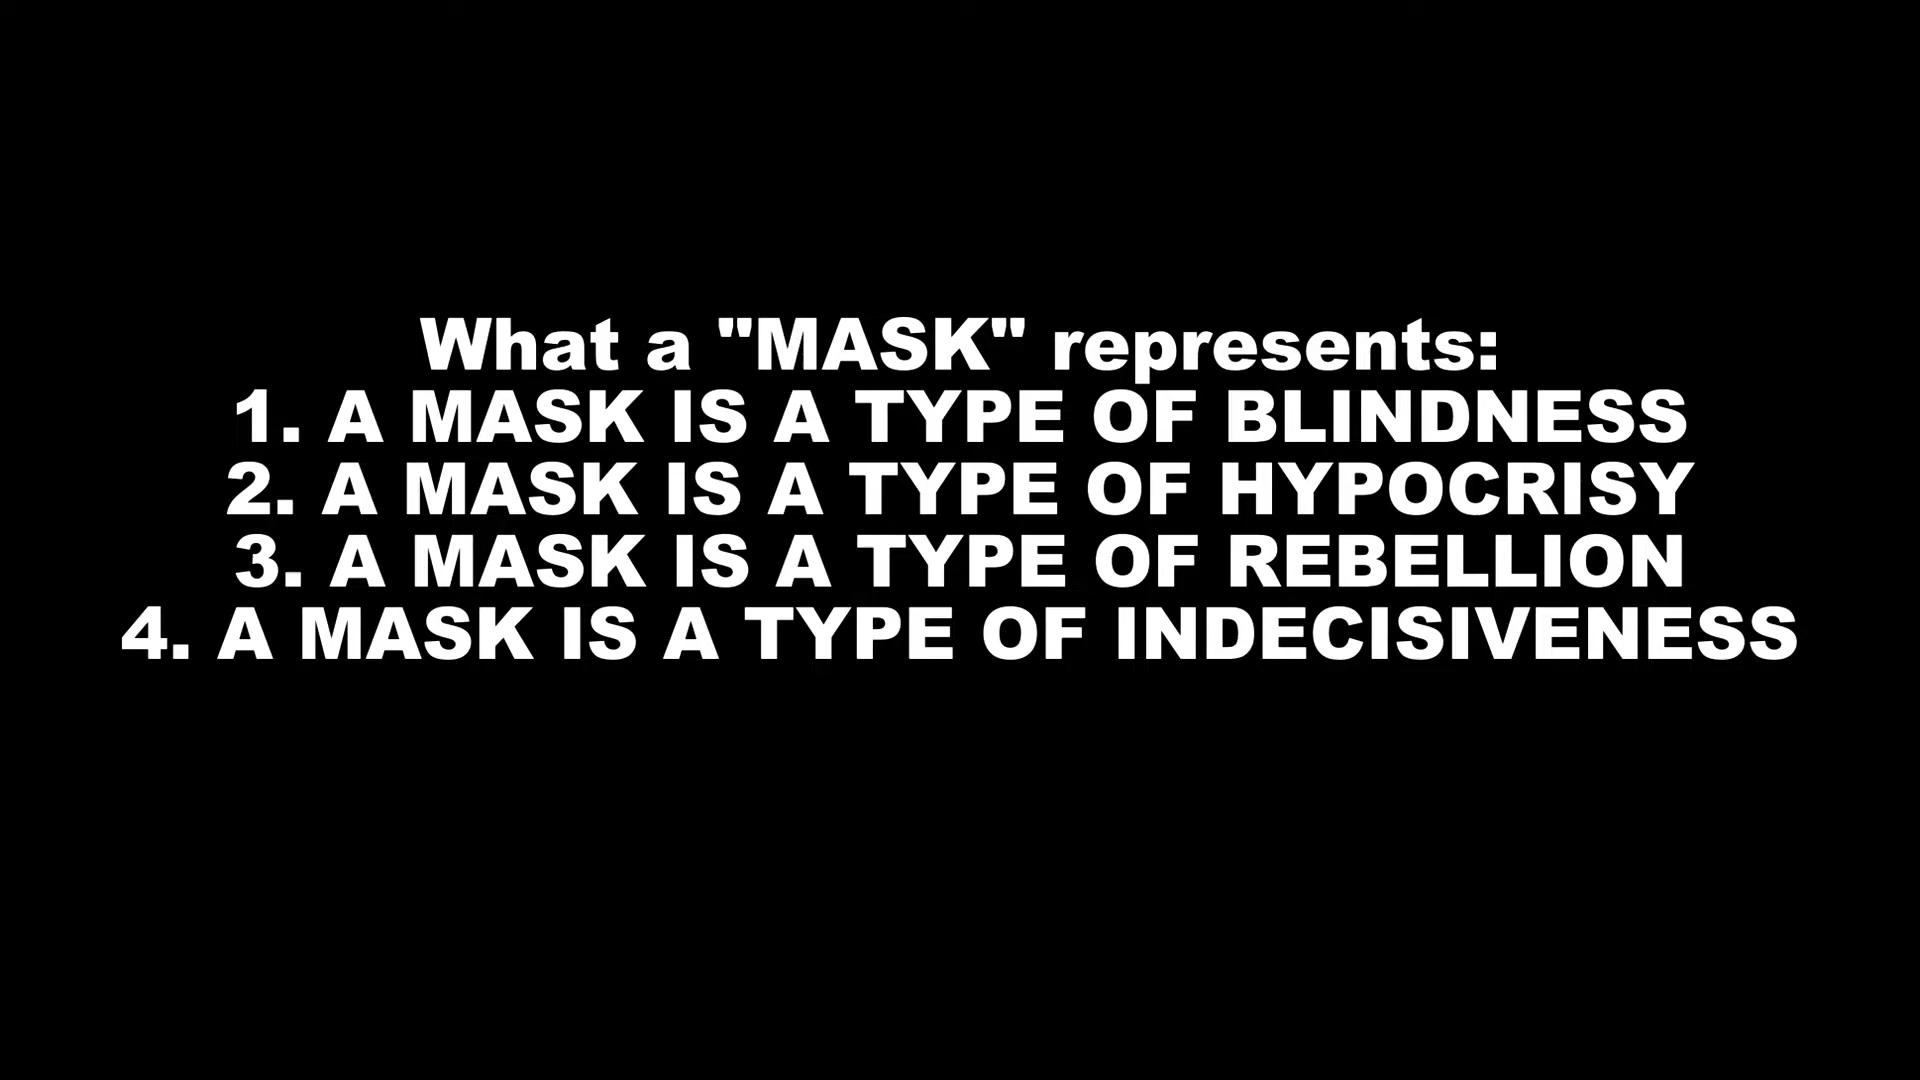 What a "MASK" represents:
1. A MASK IS A TYPE OF BLINDNESS
2. A MASK IS A TYPE OF HYPOCRISY
3. A MASK IS A TYPE OF REBELLION
4. A MASK IS A TYPE OF INDECISIVENESS